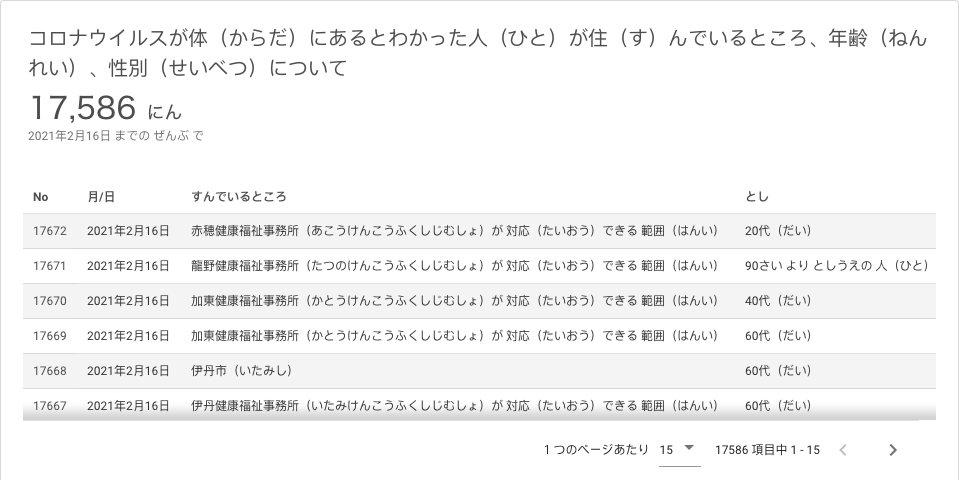 コロナウイルスが体（からだ）にあるとわかった人（ひと）が住（す）んでいるところ、年齢（ねん
れい）、性別（せいべつ）について
17,586 にん
2021年2月16日 までの ぜんぶ で
No 月/日 すんでいるところ とし
17672 2021年2月16日 赤穂健康福祉事務所（あこうけんこうふくしじむしょ）が 対応（たいおう）できる 範囲（はんい） 20代（だい）
17671 2021年2月16日 龍野健康福祉事務所（たつのけんこうふくしじむしょ）が 対応（たいおう）できる 範囲（はんい） 90さい より としうえの 人（ひと）
17670 2021年2月16日 加東健康福祉事務所（かとうけんこうふくしじむしょ）が 対応（たいおう）できる 範囲（はんい） 40代（だい）
17669 2021年2月16日 加東健康福祉事務所（かとうけんこうふくしじむしょ）が 対応（たいおう）できる 範囲（はんい） 60代（だい）
17668 2021年2月16日 伊丹市（いたみし） 60代（だい）
17667 2021年2月16日 伊丹健康福祉事務所（いたみけんこうふくしじむしょ）が 対応（たいおう）できる 範囲（はんい） 60代（だい）
1 つのページあたり 15 17586 項目中 1 - 15